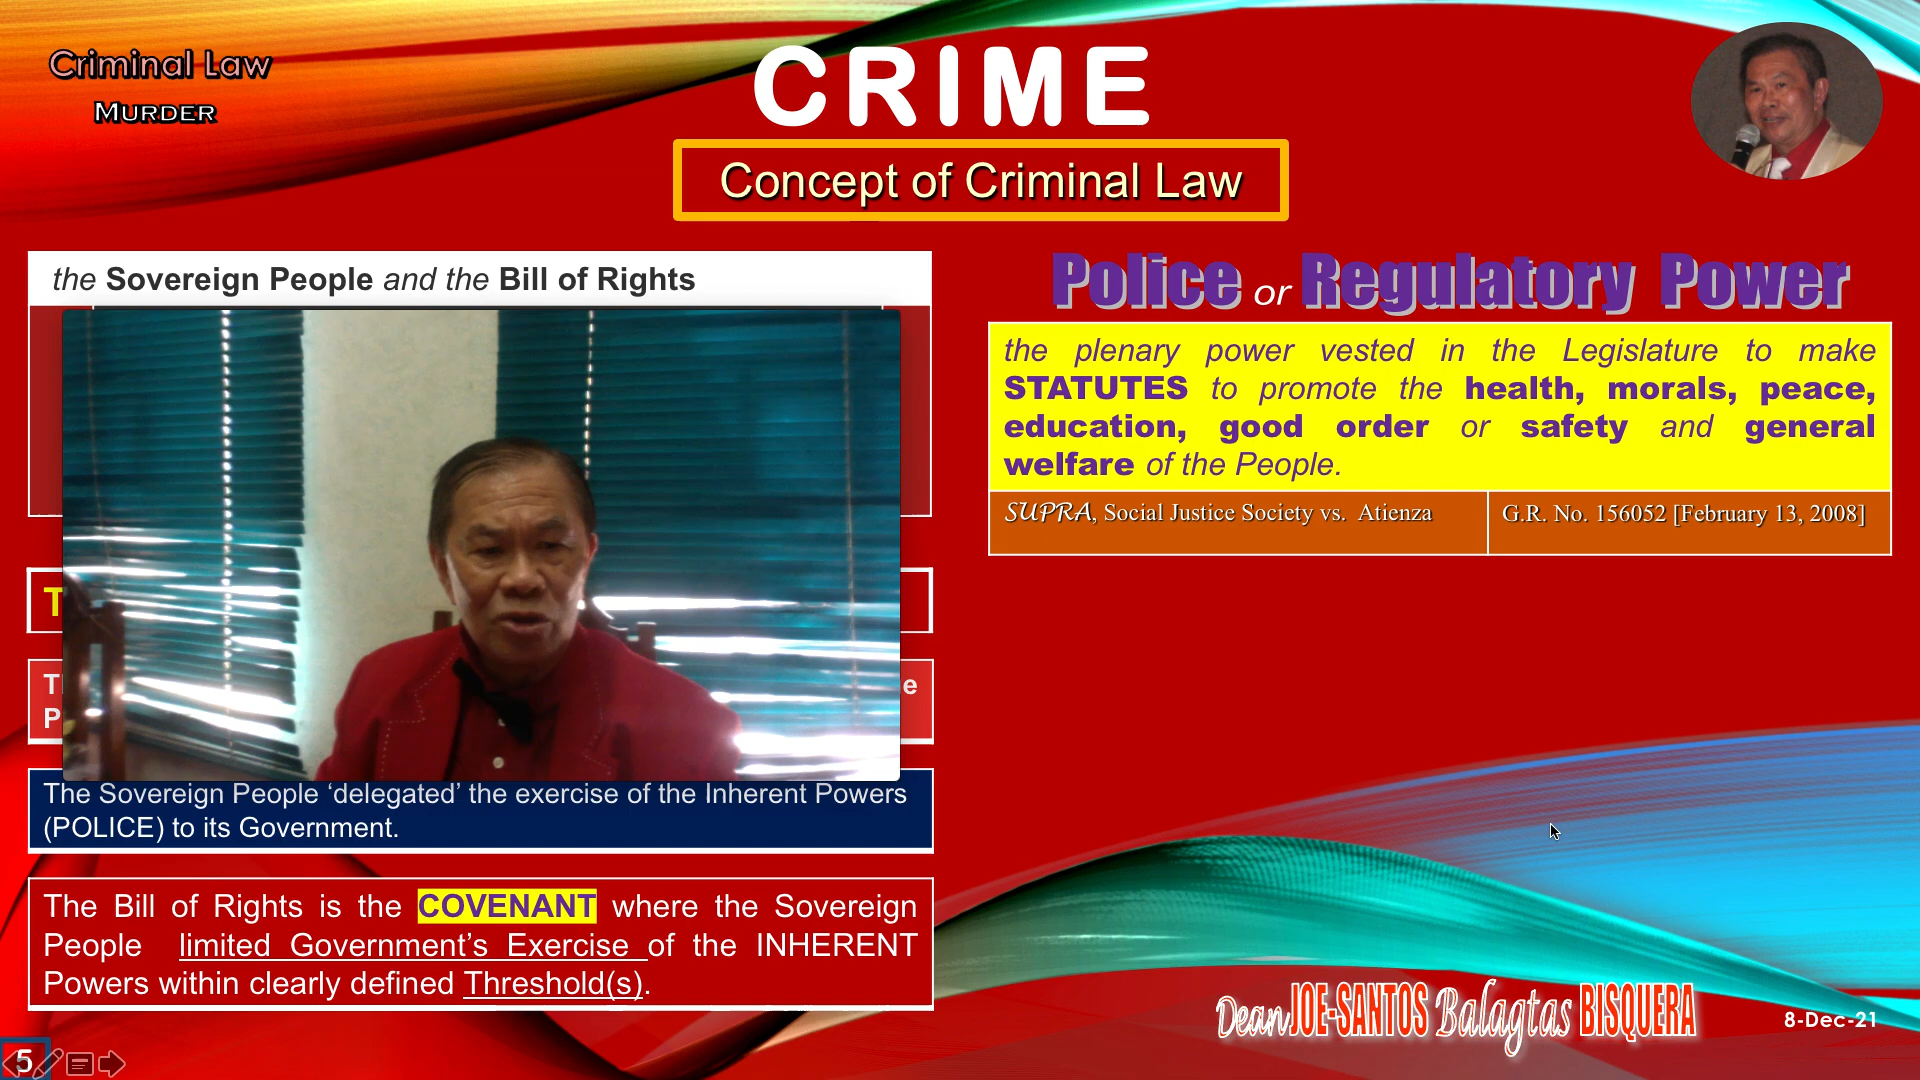 Criminal Law
MURDER
CRIME
Concept of Criminal Law
the Sovereign People and the Bill of Rights
The Sovereign People ‘delegated’ the exercise of the Inherent Powers
(POLICE) to its Government.
The Bill of Rights is the COVENANT where the Sovereign
People limited Government’s Exercise of the INHERENT
Powers within clearly defined Threshold(s).
Police or Regulatory Power
the plenary power vested in the Legislature to make
STATUTES to promote the health, morals, peace,
education, good order or safety and general
welfare of the People.
SUPRA, Social Justice Society vs. Atienza
G.R. No. 156052 [February 13, 2008]
Dean JOE-SANTOS Balagtas BISQUERA
8-Dec-21
5